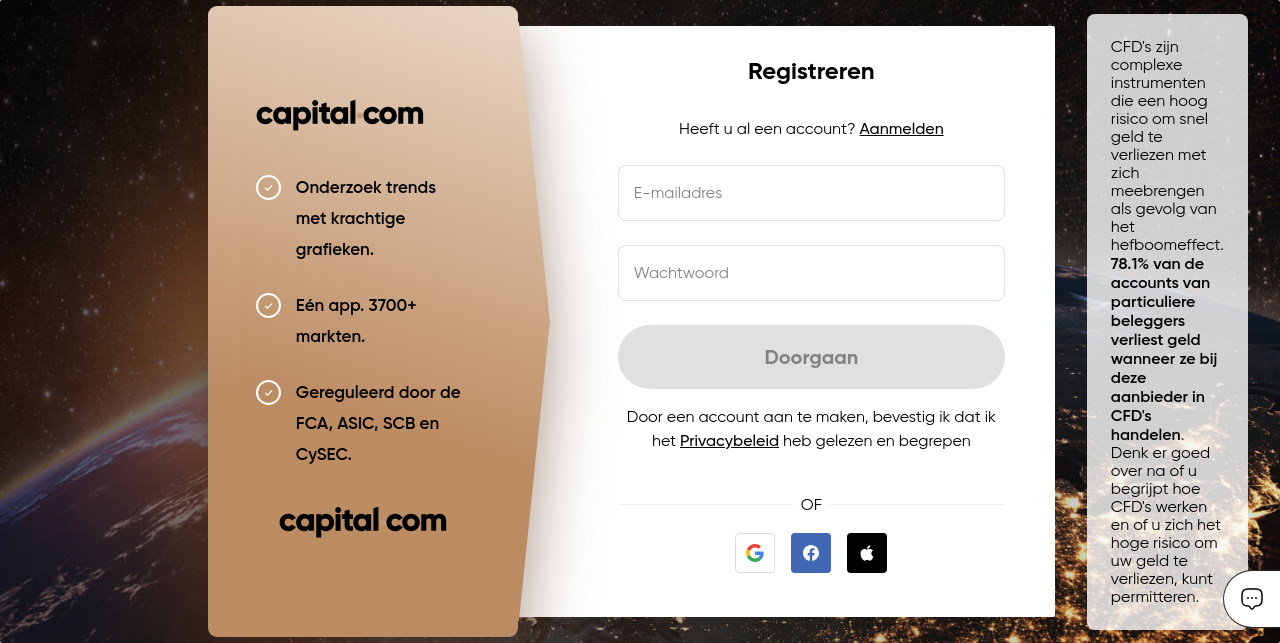 capital.com
Onderzoek trends
met krachtige
grafieken.
Eén app. 3700+
markten.
Gereguleerd door de
FCA, ASIC, SCB en
CySEC.
capital com
Registreren
Heeft u al een account? Aanmelden
E-mailadres
Wachtwoord
Doorgaan
Door een account aan te maken, bevestig ik dat ik
het Privacybeleid heb gelezen en begrepen
OF
CFD's zijn
complexe
instrumenten
die een hoog
risico om snel
geld te
verliezen met
zich
meebrengen
als gevolg van
het
hefboomeffect.
78.1% van de
accounts van
particuliere
beleggers
verliest geld
wanneer ze bij
deze
aanbieder in
CFD's
handelen.
Denk er goed
over na of u
begrijpt hoe
CFD's werken
en of u zich het
hoge risico om
uw geld te
verliezen, kunt
permitteren.